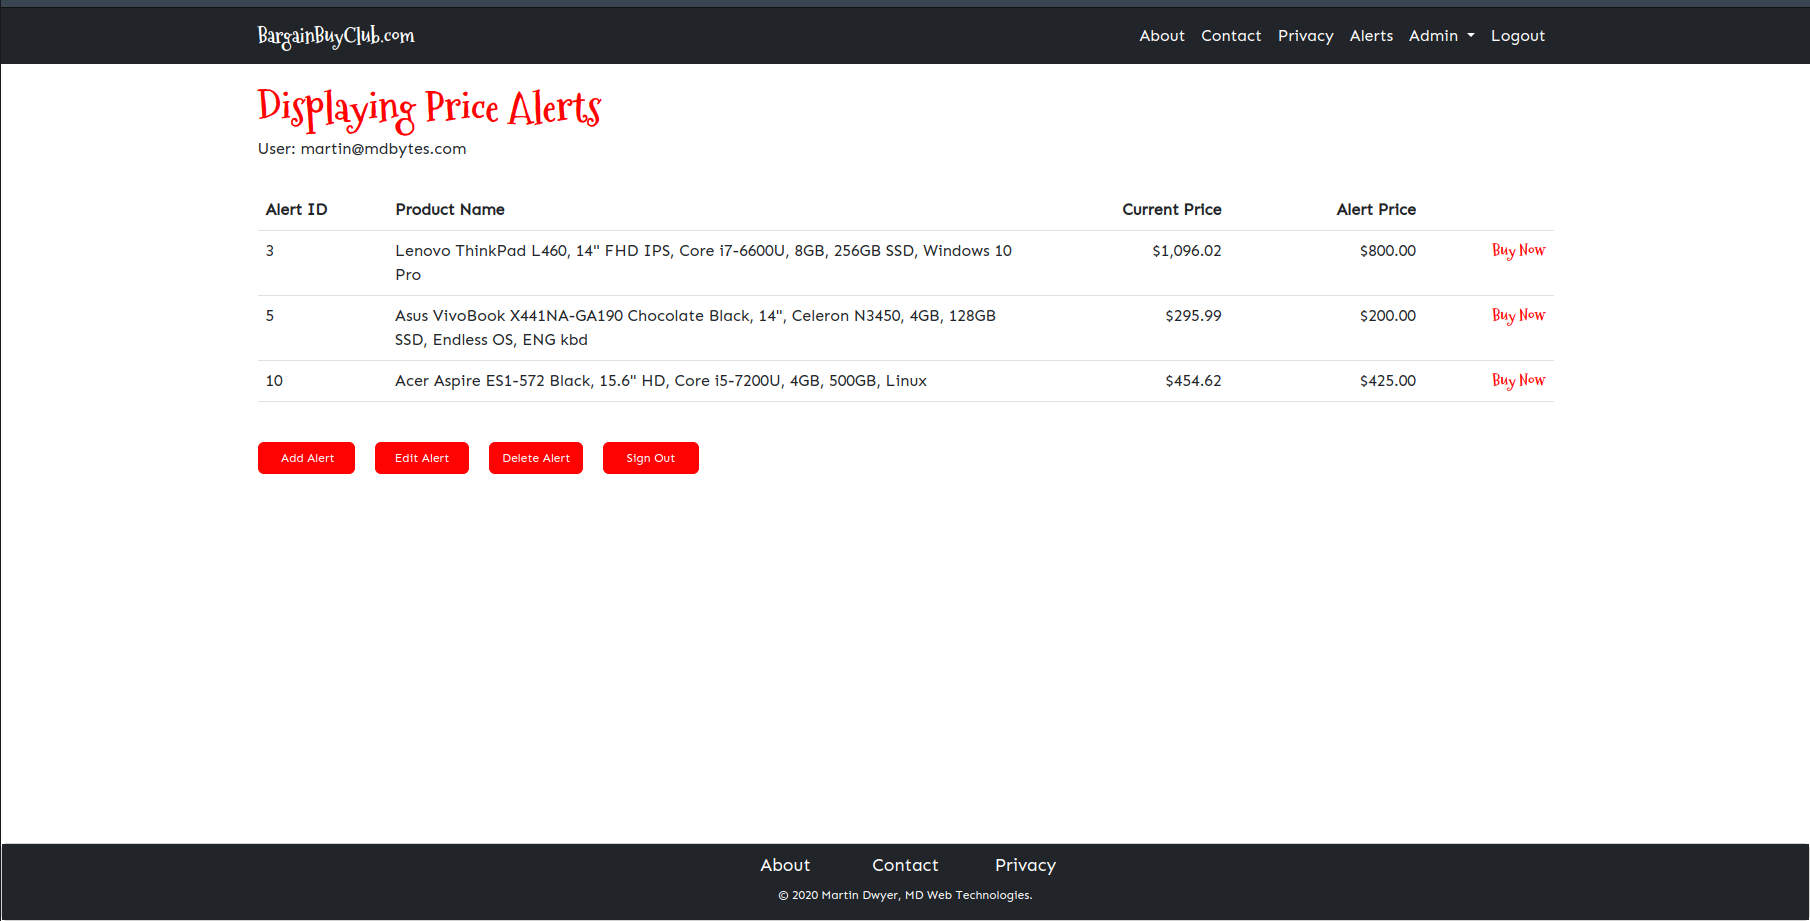 BargainBuyClub.com
About Contact Privacy Alerts Admin Logout
Displaying Price Alerts
User: martin@mdbytes.com
Alert ID Product Name Current Price Alert Price
3 Lenovo ThinkPad L460, 14" FHD IPS, Core i7-6600U, 8GB, 256GB SSD, Windows 10 $1,096.02 $800.00 Buy Now
Pro
5 Asus VivoBook X441NA-GA190 Chocolate Black, 14", Celeron N3450, 4GB, 128GB $295.99 $200.00 Buy Now
SSD, Endless OS, ENG kbd
10 Acer Aspire ES1-572 Black, 15.6" HD, Core i5-7200U, 4GB, 500GB, Linux $454.62 $425.00 Buy Now
Add Alert Edit Alert Delete Alert Sign Out
About Contact Privacy
© 2020 Martin Dwyer, MD Web Technologies.